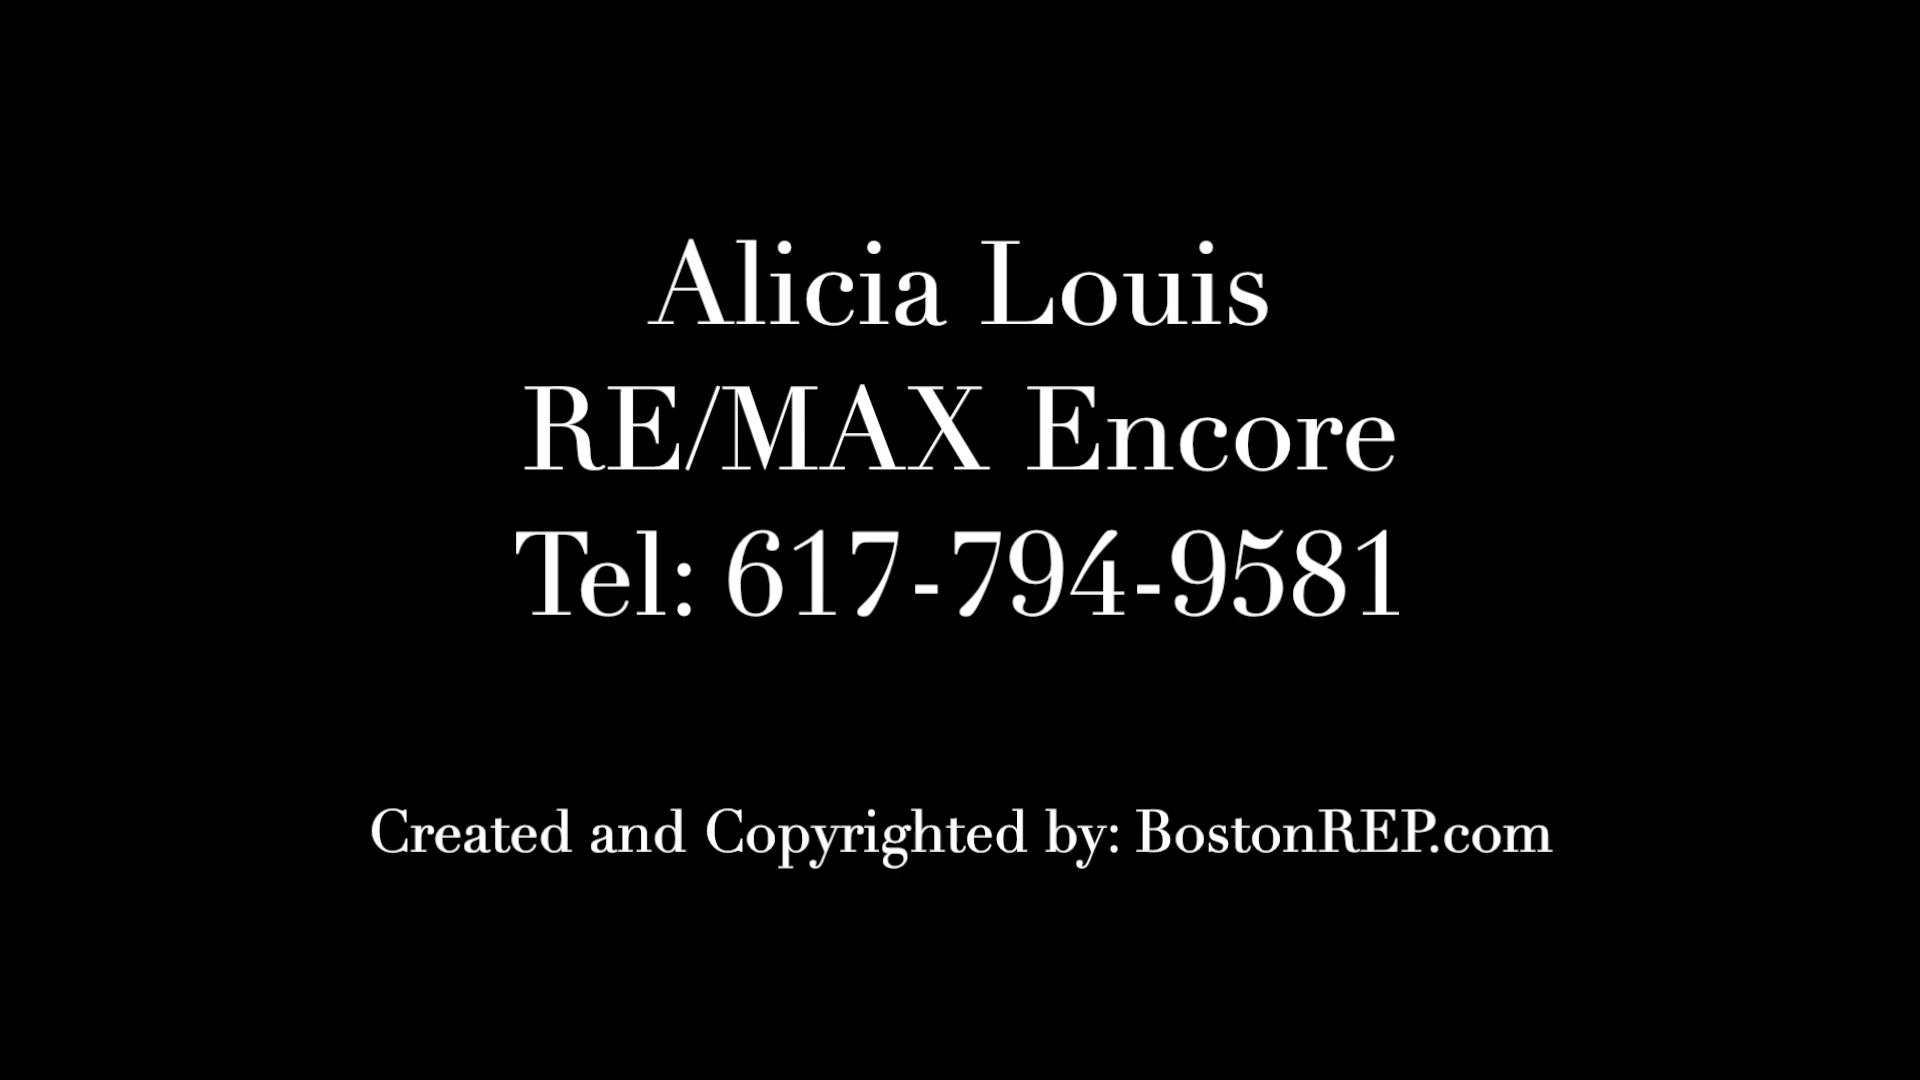 Alicia Louis
RE/MAX Encore
Tel: 617-794-9581
Created and Copyrighted by: BostonREP.com